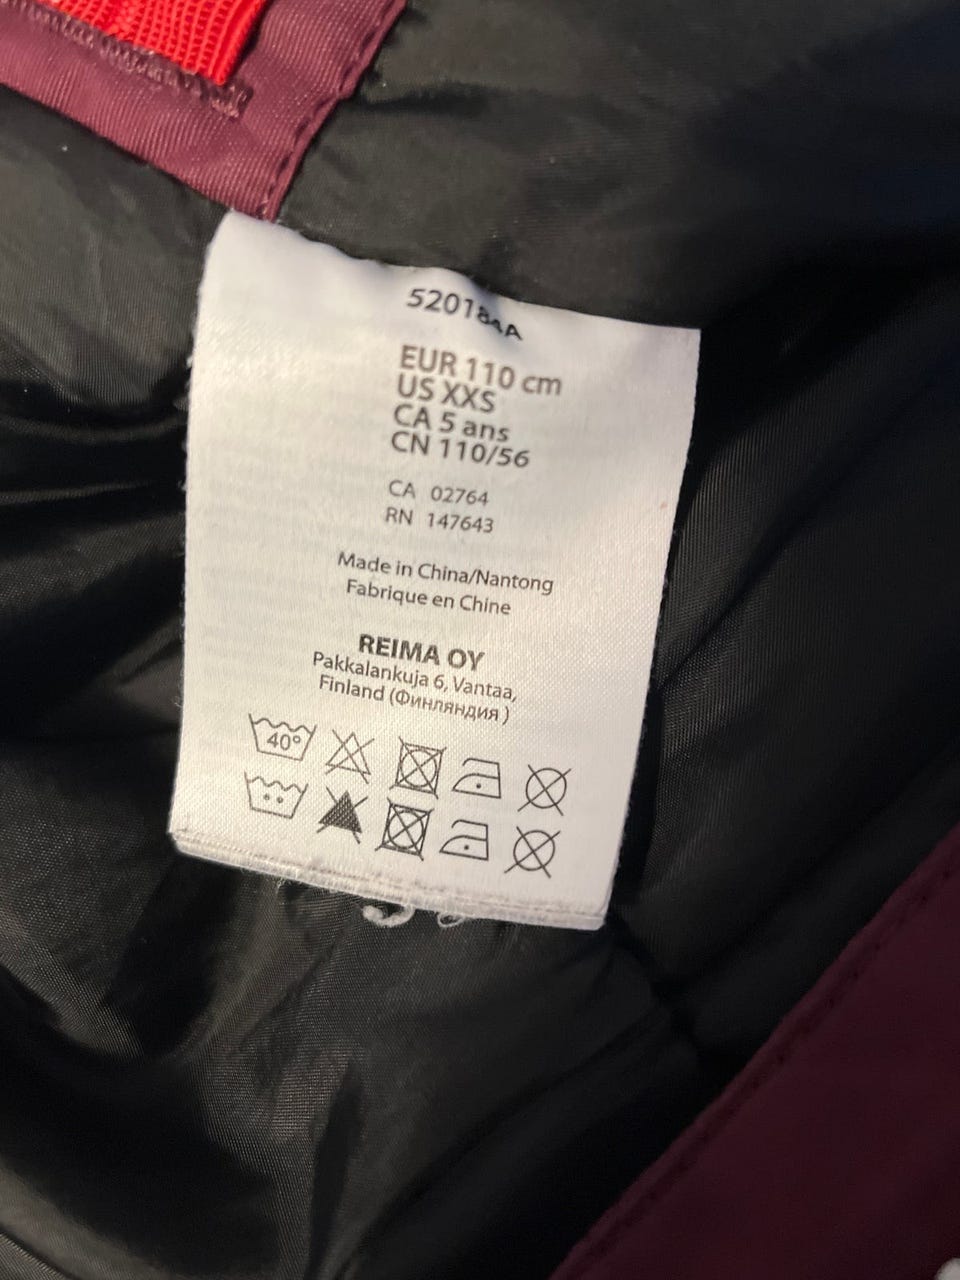 520184A
EUR 110 cm
US XXS
CA 5 ans
CN 110/56
CA 02764
RN 147643
Made in China/Nantong
Fabrique en Chine
REIMA OY
Pakkalankuja 6, Vantaa,
Finland (Финляндия )
40°